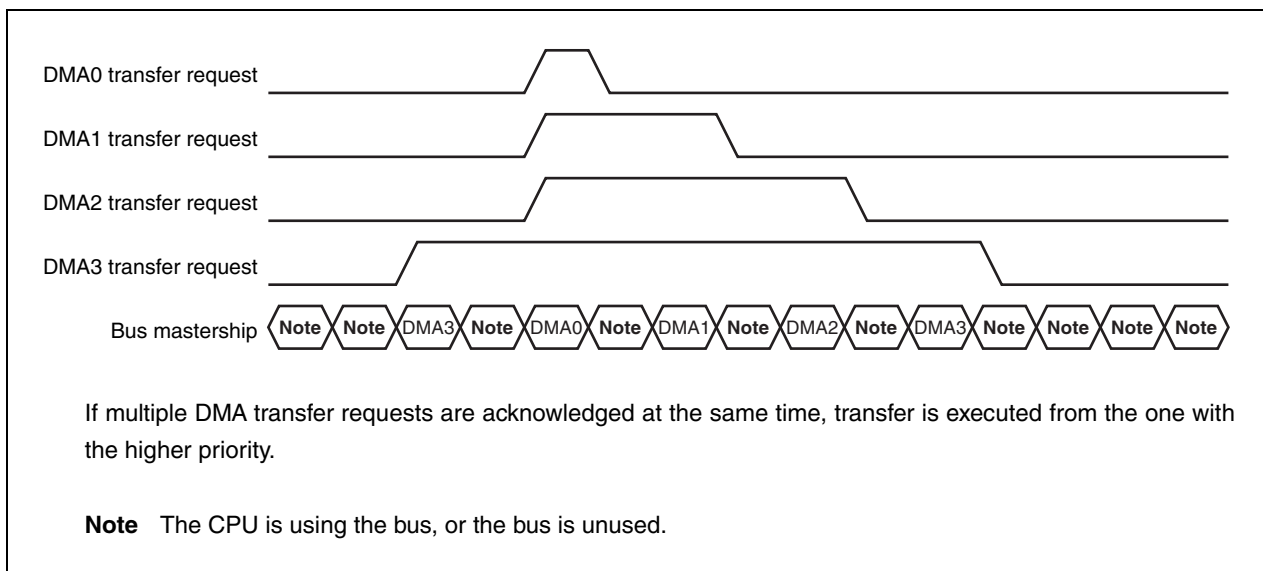 DMA0 transfer request
DMA1 transfer request
DMA2 transfer request
DMA3 transfer request
Bus mastership Note Note DMA3 Note DMA0 Note DMA1 Note DMA2 Note DMA3 Note Note Note Note
If multiple DMA transfer requests are acknowledged at the same time, transfer is executed from the one with
the higher priority.
Note The CPU is using the bus, or the bus is unused.